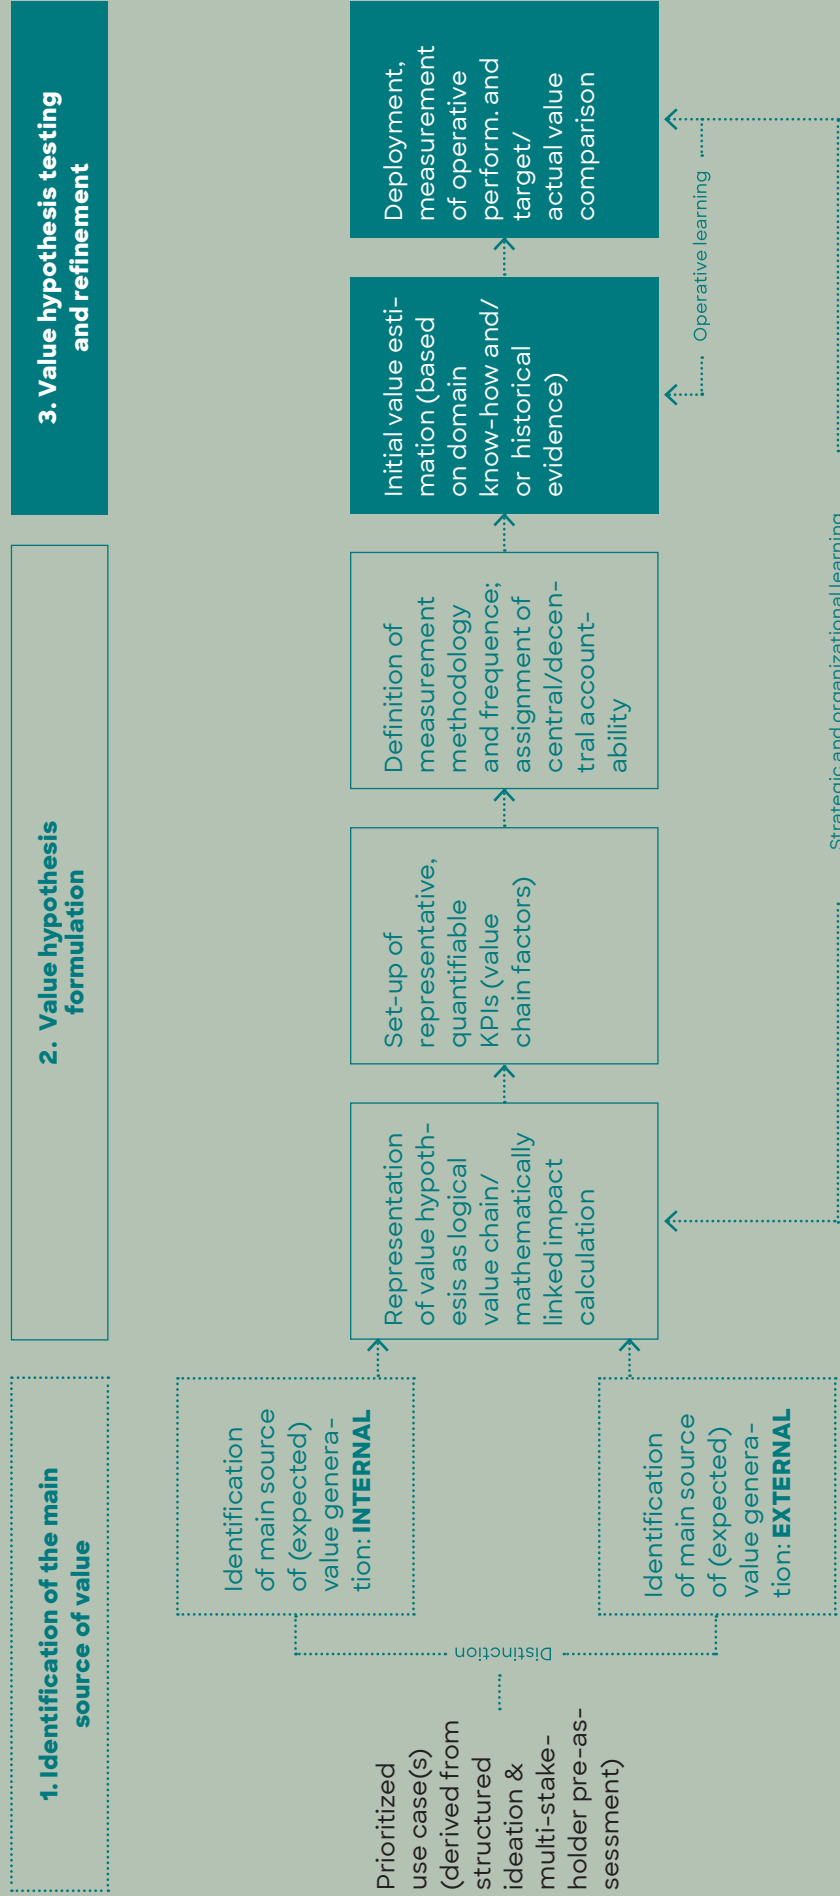 1. Identification of the main
source of value
2. Value hypothesis
formulation
3. Value hypothesis testing
and refinement
Prioritized
use case(s)
(derived from
structured
ideation &
multi-stake-
holder pre-as-
sessment)
Distinction
Identification
of main source
of (expected)
value genera-
tion: INTERNAL
Identification
of main source
of (expected)
value genera-
tion: EXTERNAL
Representation
of value hypoth-
esis as logical
value chain/
mathematically
linked impact
calculation
Set-up of
representative,
quantifiable
KPIs (value
chain factors)
Definition of
measurement
methodology
and frequence;
assignment of
central/decen-
tral account-
ability
Initial value esti-
mation (based
on domain
know-how and/
or historical
evidence)
Deployment,
measurement
of operative
perform. and
target/
actual value
comparison
Operative learning
Strategic and organizational learning